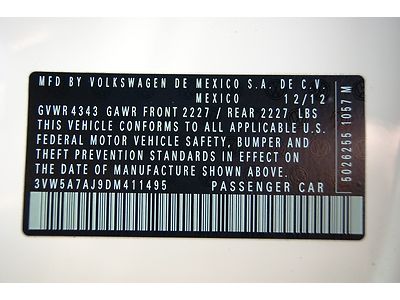 MFD BY VOLKSWAGEN DE MEXICO S.A. DE C.V.
MEXICO 12/12
GVWR 4343 GAWR FRONT 2227 / REAR 2227 LBS
THIS VEHICLE CONFORMS TO ALL APPLICABLE U.S.
FEDERAL MOTOR VEHICLE SAFETY, BUMPER AND
THEFT PREVENTION STANDARDS IN EFFECT ON
THE DATE OF MANUFACTURE SHOWN ABOVE.
3VW5A7AJ9DM411495 PASSENGER CAR
5026255 1057 M